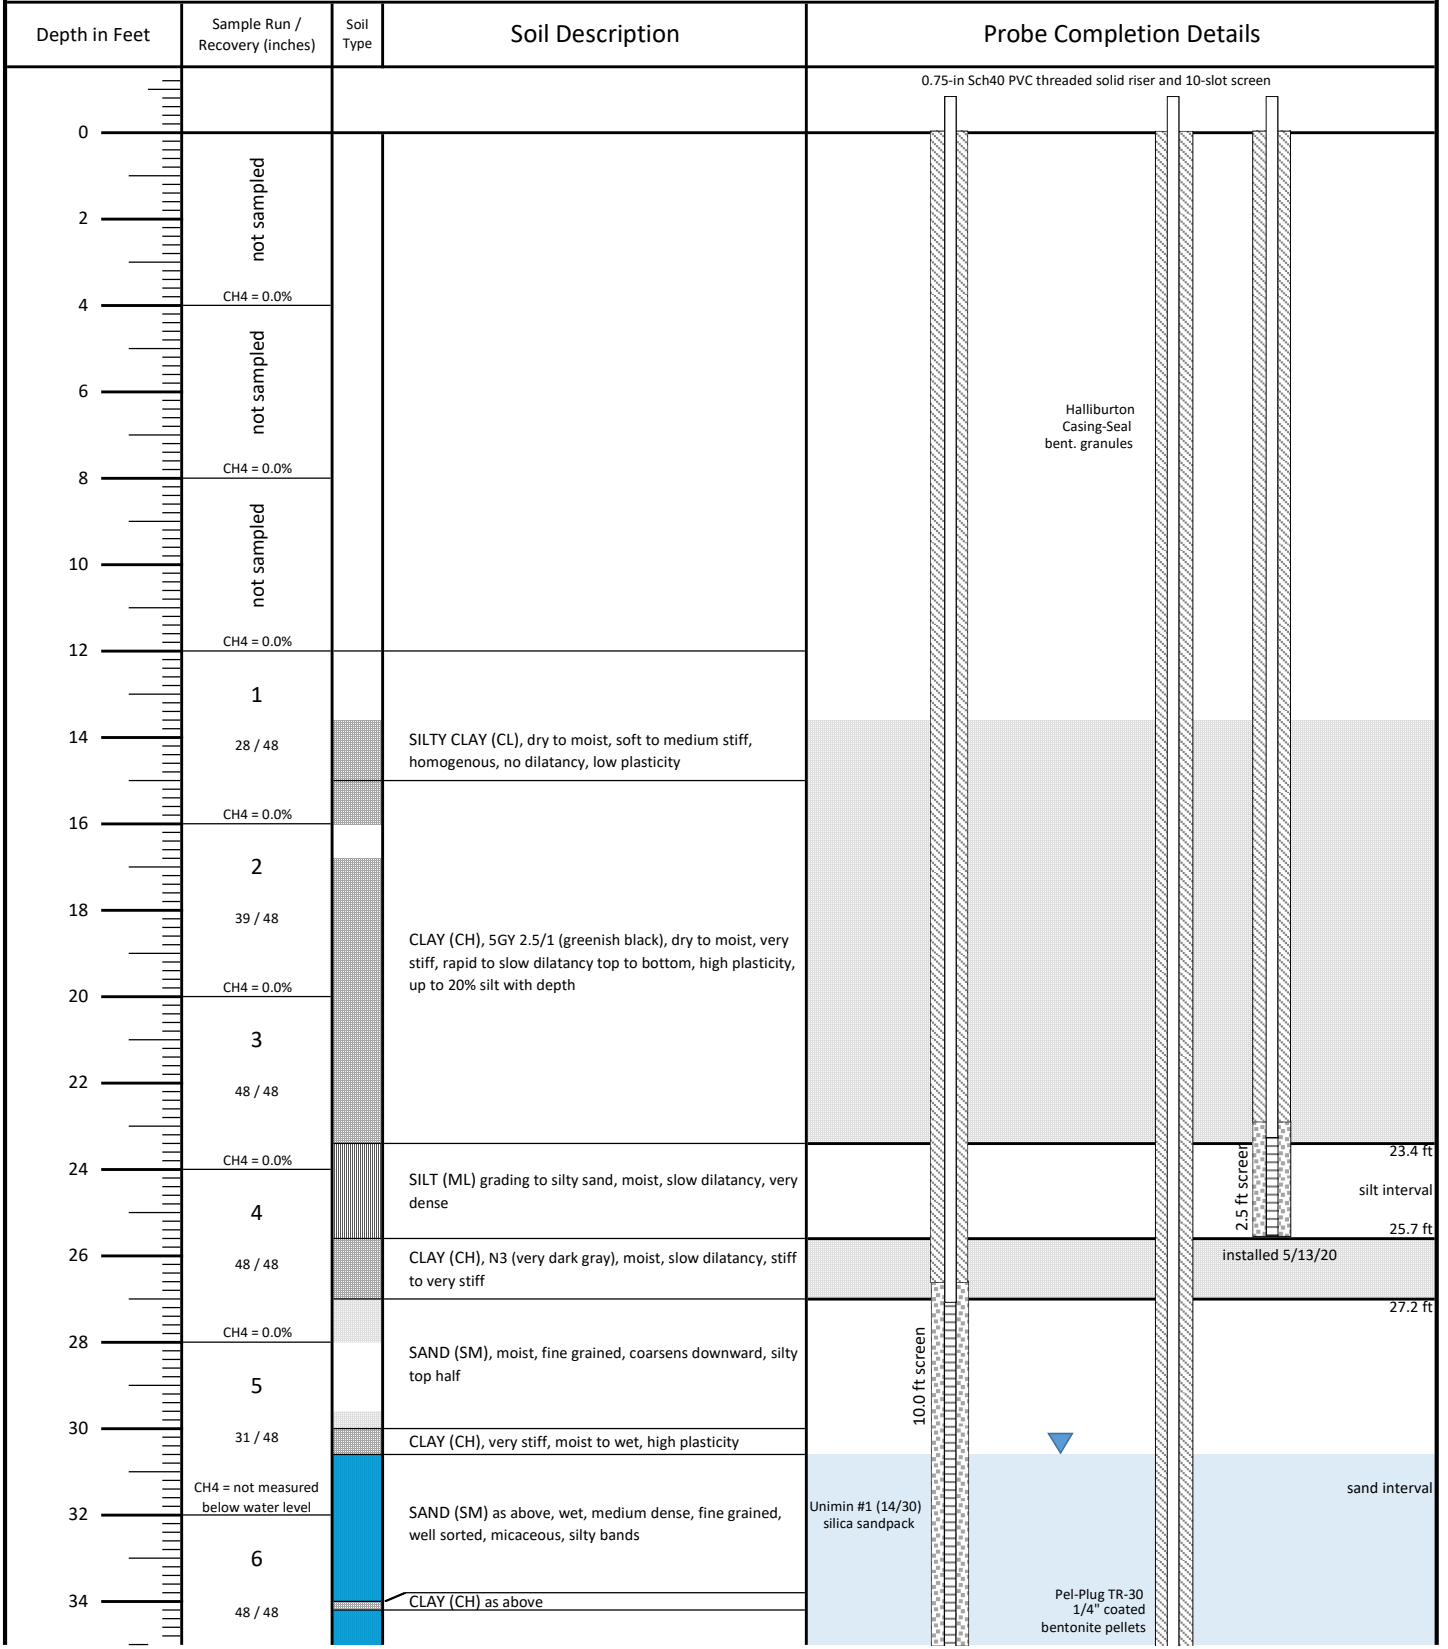 Depth in Feet
Sample Run /
Recovery (inches)
Soil
Type
Soil Description
Probe Completion Details
0.75-in Sch40 PVC threaded solid riser and 10-slot screen
0
not sampled
2
CH4 = 0.0%
4
not sampled
6
Halliburton
Casing-Seal
bent. granules
CH4 = 0.0%
8
not sampled
10
CH4 = 0.0%
12
1
14
28 / 48
SILTY CLAY (CL), dry to moist, soft to medium stiff,
homogenous, no dilatancy, low plasticity
CH4 = 0.0%
16
2
18
39 / 48
CLAY (CH), 5GY 2.5/1 (greenish black), dry to moist, very
stiff, rapid to slow dilatancy top to bottom, high plasticity,
up to 20% silt with depth
CH4 = 0.0%
20
3
22
48 / 48
CH4 = 0.0%
23.4 ft
24
SILT (ML) grading to silty sand, moist, slow dilatancy, very
dense
2.5 ft screen
silt interval
4
25.7 ft
26
48 / 48
CLAY (CH), N3 (very dark gray), moist, slow dilatancy, stiff
to very stiff
installed 5/13/20
27.2 ft
CH4 = 0.0%
28
SAND (SM), moist, fine grained, coarsens downward, silty
top half
10.0 ft screen
5
30
31 / 48
CLAY (CH), very stiff, moist to wet, high plasticity
CH4 = not measured
below water level
sand interval
32
SAND (SM) as above, wet, medium dense, fine grained,
well sorted, micaceous, silty bands
Unimin #1 (14/30)
silica sandpack
6
34
48 / 48
CLAY (CH) as above
Pel-Plug TR-30
1/4" coated
bentonite pellets